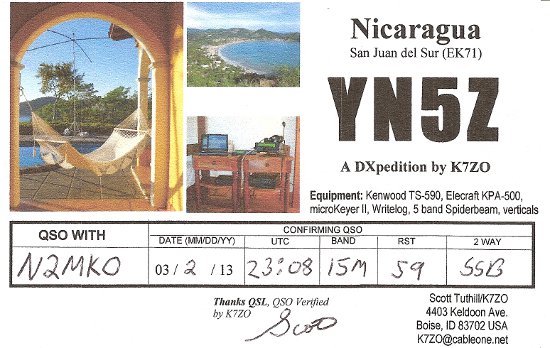 Nicaragua
San Juan del Sur (EK71)
YN5Z
A DXpedition by K7ZO
Equipment: Kenwood TS-590, Elecraft KPA-500,
microKeyer II, Writelog, 5 band Spiderbeam, verticals
QSO WITH
CONFIRMING QSO
DATE (MM/DD/YY) UTC BAND RST 2 WAY
N2MKO 03 / 2 / 13 23:08 15M 59 SSB
Thanks QSL, QSO Verified
by K7ZO
Scott
Scott Tuthill/K7ZO
4403 Keldoon Ave.
Boise, ID 83702 USA
K7ZO@cableone.net